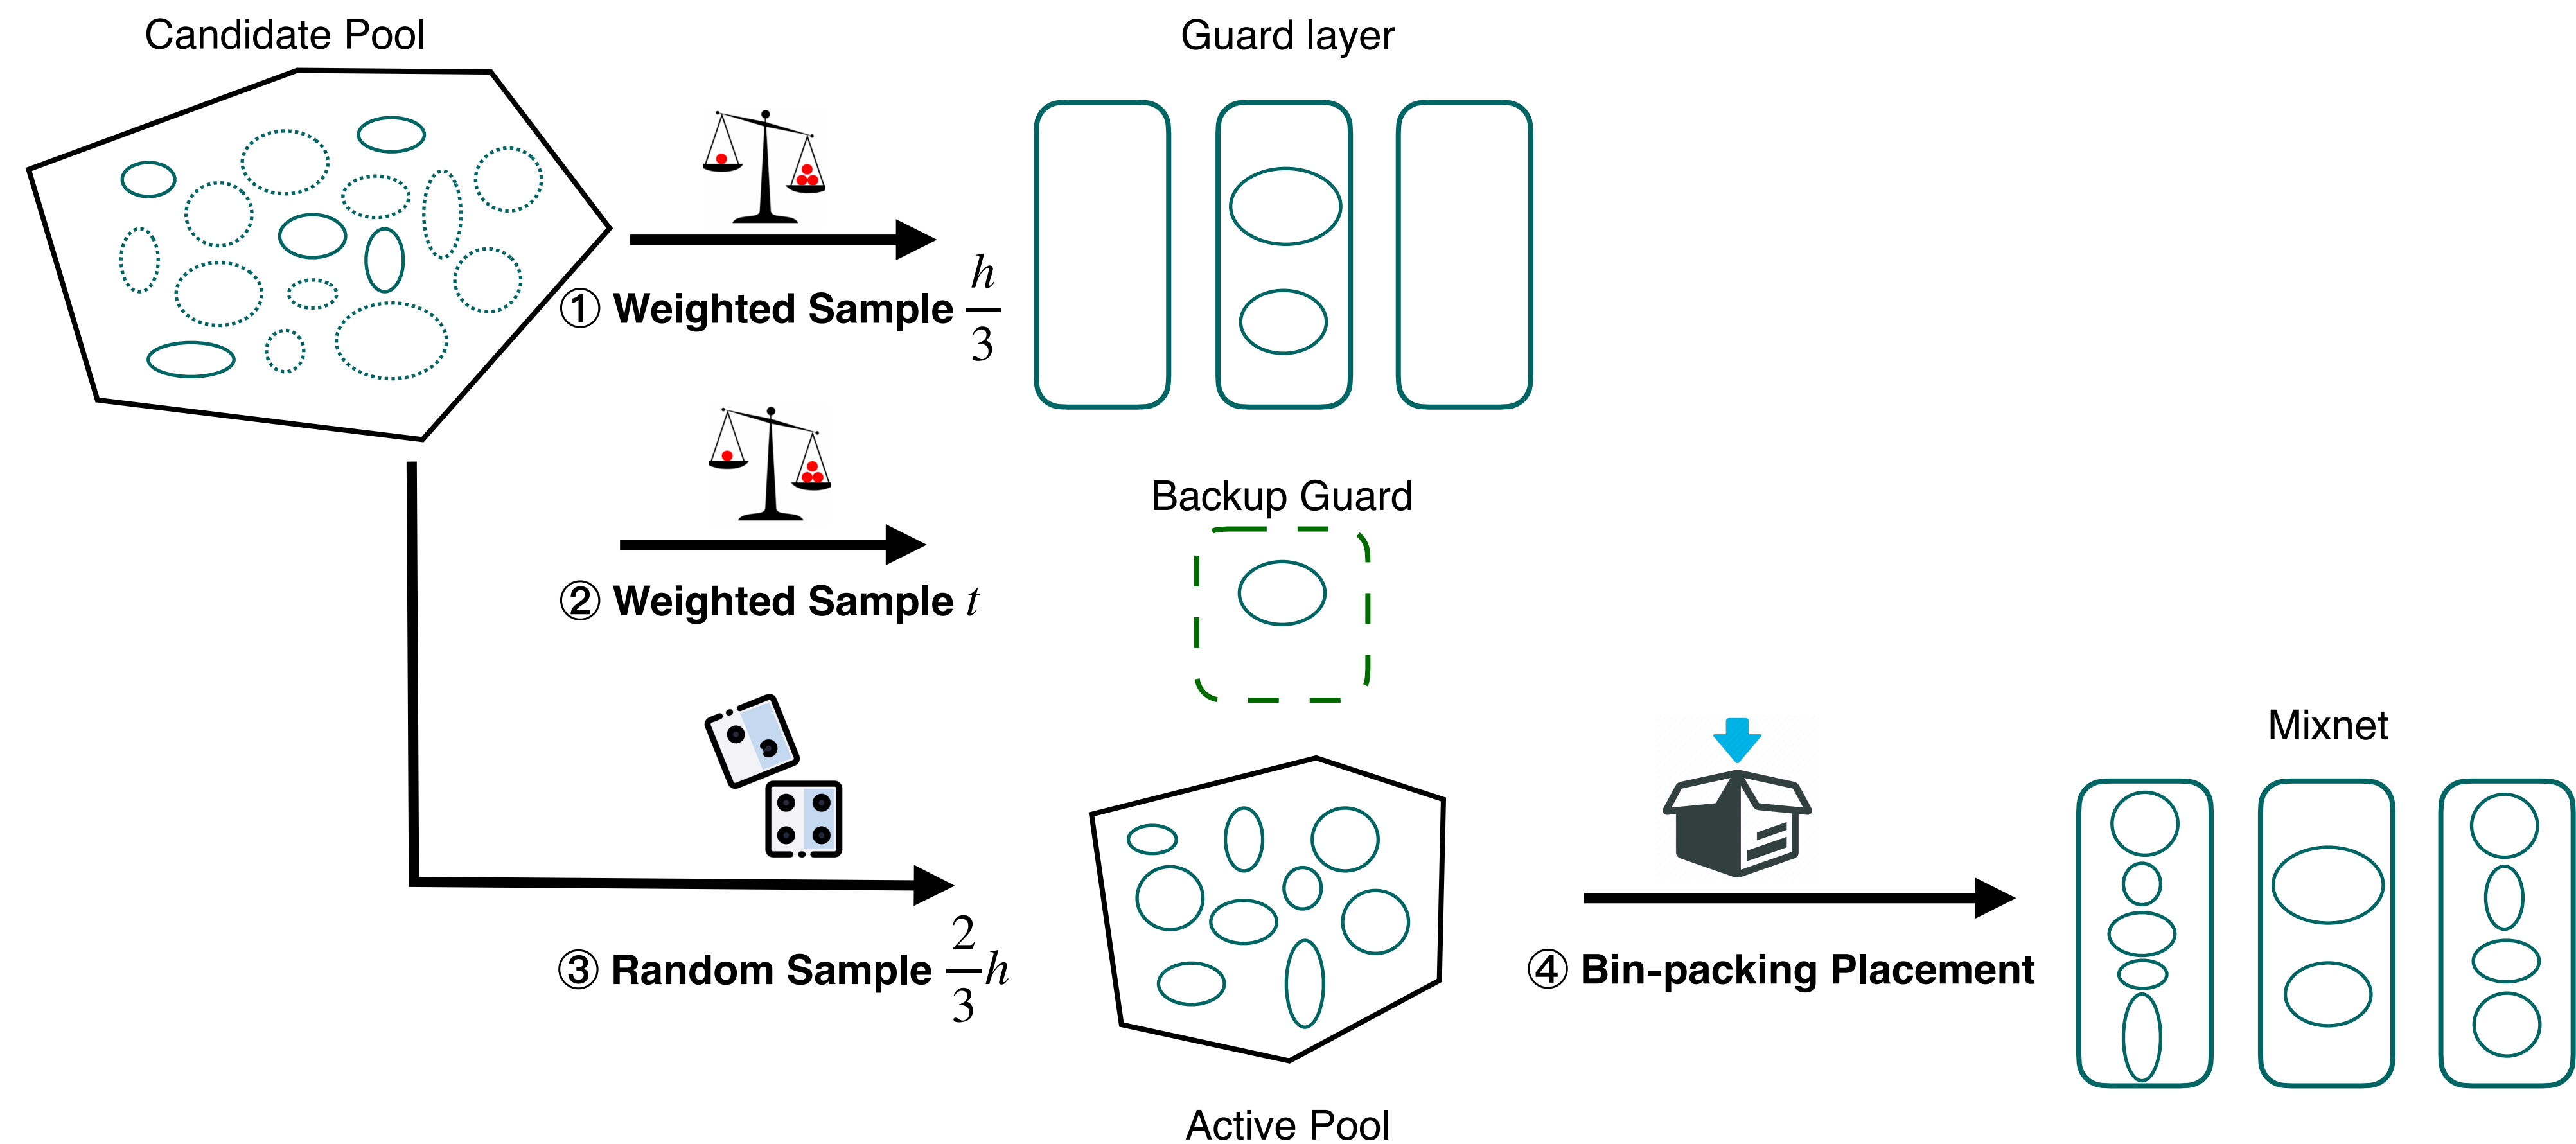 Candidate Pool
Guard layer
① Weighted Sample h/3
Backup Guard
② Weighted Sample t
Mixnet
③ Random Sample 2/3 h
④ Bin-packing Placement
Active Pool